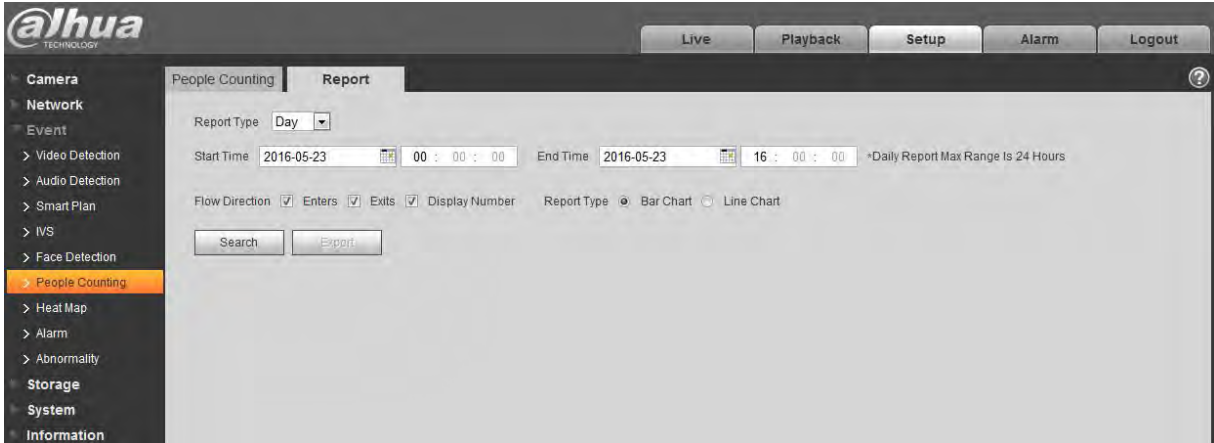 alhua
TECHNOLOGY
Live Playback Setup Alarm Logout
Camera
Network
Event
> Video Detection
> Audio Detection
> Smart Plan
> IVS
> Face Detection
> People Counting
> Heat Map
> Alarm
> Abnormality
Storage
System
Information
People Counting Report ?
Report Type Day
Start Time 2016-05-23 00 : 00 : 00 End Time 2016-05-23 16 : 00 : 00 *Daily Report Max Range Is 24 Hours
Flow Direction Enters Exits Display Number Report Type Bar Chart Line Chart
Search Export